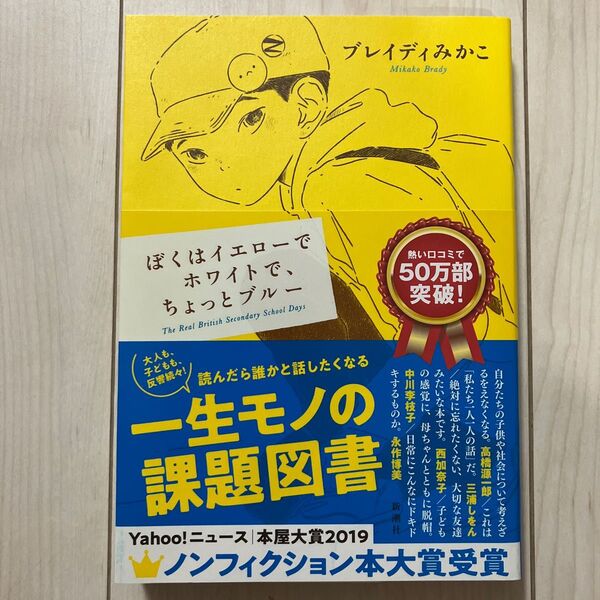 ブレイディみかこ
Mikako Brady
ぼくはイエローで
ホワイトで、
ちょっとブルー
The Real British Secondary School Days
熱い口コミで
50万部
突破!
大人も、
子どもも、
反響続々!
読んだら誰かと話したくなる
一生モノの
課題図書
自分たちの子供や社会について考えざ
るをえなくなる。高橋源一郎/これは
「私たち一人一人の話」だ。三浦しをん
/絶対に忘れたくない、大切な友達
みたいな本です。西加奈子/子ども
の感覚に、母ちゃんとともに脱帽。
中川李枝子/日常にこんなにドキド
キするものか。永作博美
新潮社
Yahoo!ニュース|本屋大賞2019
ノンフィクション本大賞受賞